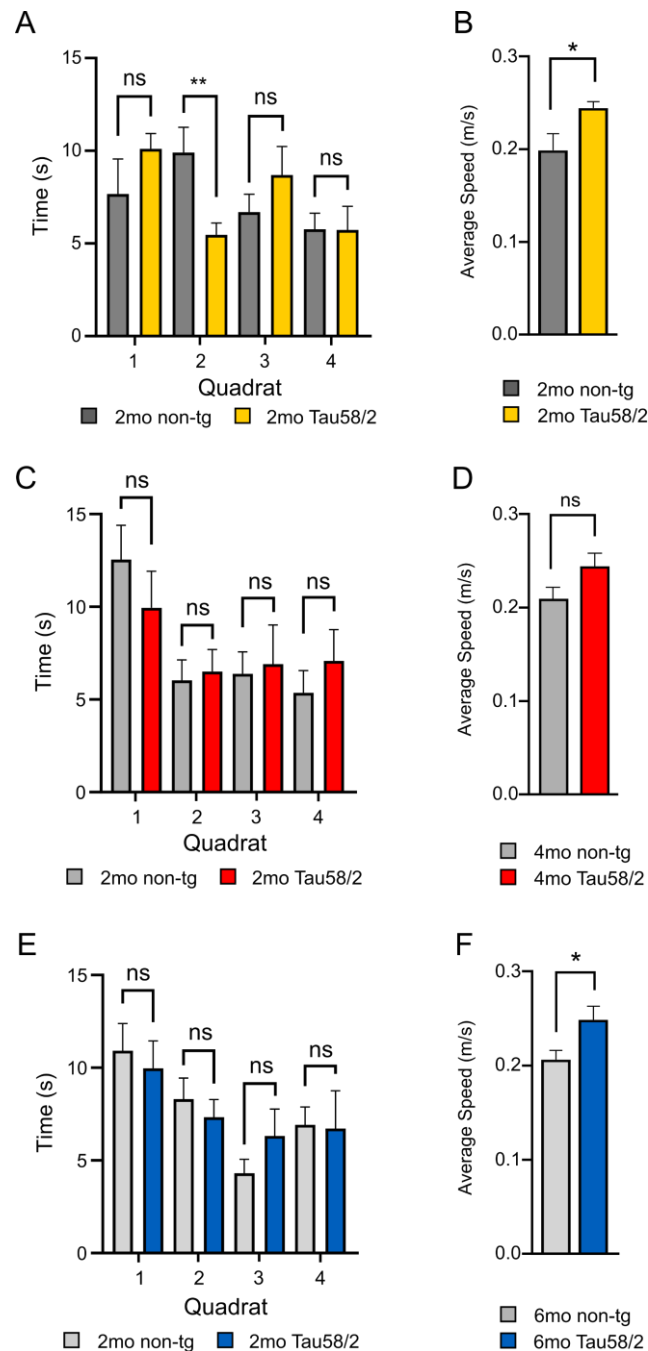 A
15
10
5
0
Time (s)
ns
**
ns
ns
1 2 3 4
Quadrat
2mo non-tg 2mo Tau58/2
B
0.3
0.2
0.1
0.0
Average Speed (m/s)
*
2mo non-tg
2mo Tau58/2
C
15
10
5
0
Time (s)
ns
ns
ns
ns
1 2 3 4
Quadrat
2mo non-tg 2mo Tau58/2
D
0.3
0.2
0.1
0.0
Average Speed (m/s)
ns
4mo non-tg
4mo Tau58/2
E
15
10
5
0
Time (s)
ns
ns
ns
ns
1 2 3 4
Quadrat
2mo non-tg 2mo Tau58/2
F
0.3
0.2
0.1
0.0
Average Speed (m/s)
*
6mo non-tg
6mo Tau58/2